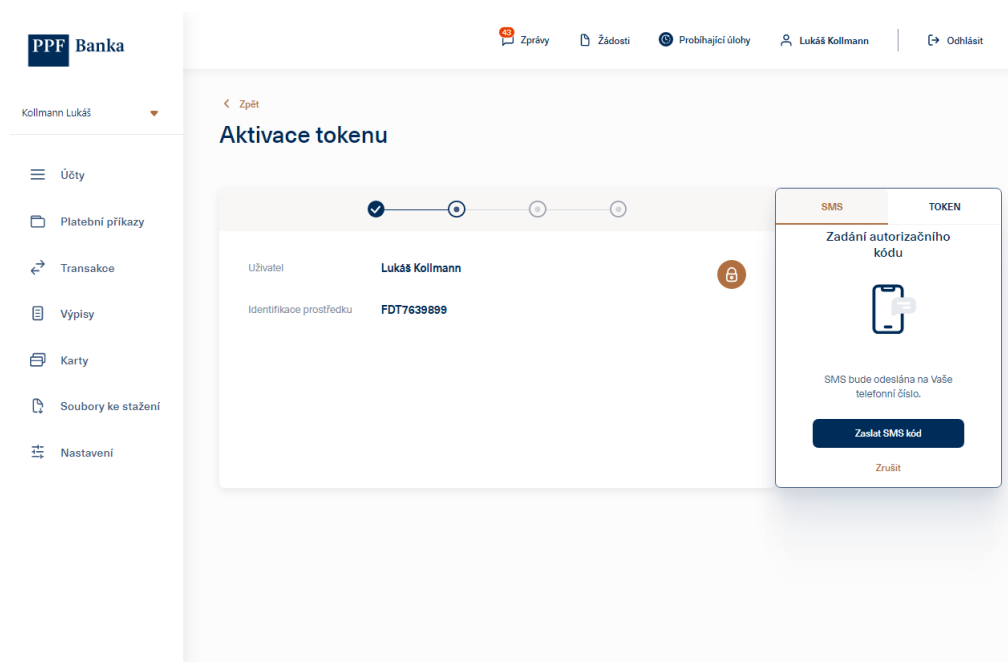 PPF Banka
43
Zprávy
Žádosti
Probíhající úlohy
Lukáš Kollmann
Odhlásit
Kollmann Lukáš
Účty
Platební příkazy
Transakce
Výpisy
Karty
Soubory ke stažení
Nastavení
Zpět
Aktivace tokenu
Uživatel Lukáš Kollmann
Identifikace prostředku FDT7639899
SMS TOKEN
Zadání autorizačního
kódu
SMS bude odeslána na Vaše
telefonní číslo.
Zaslat SMS kód
Zrušit